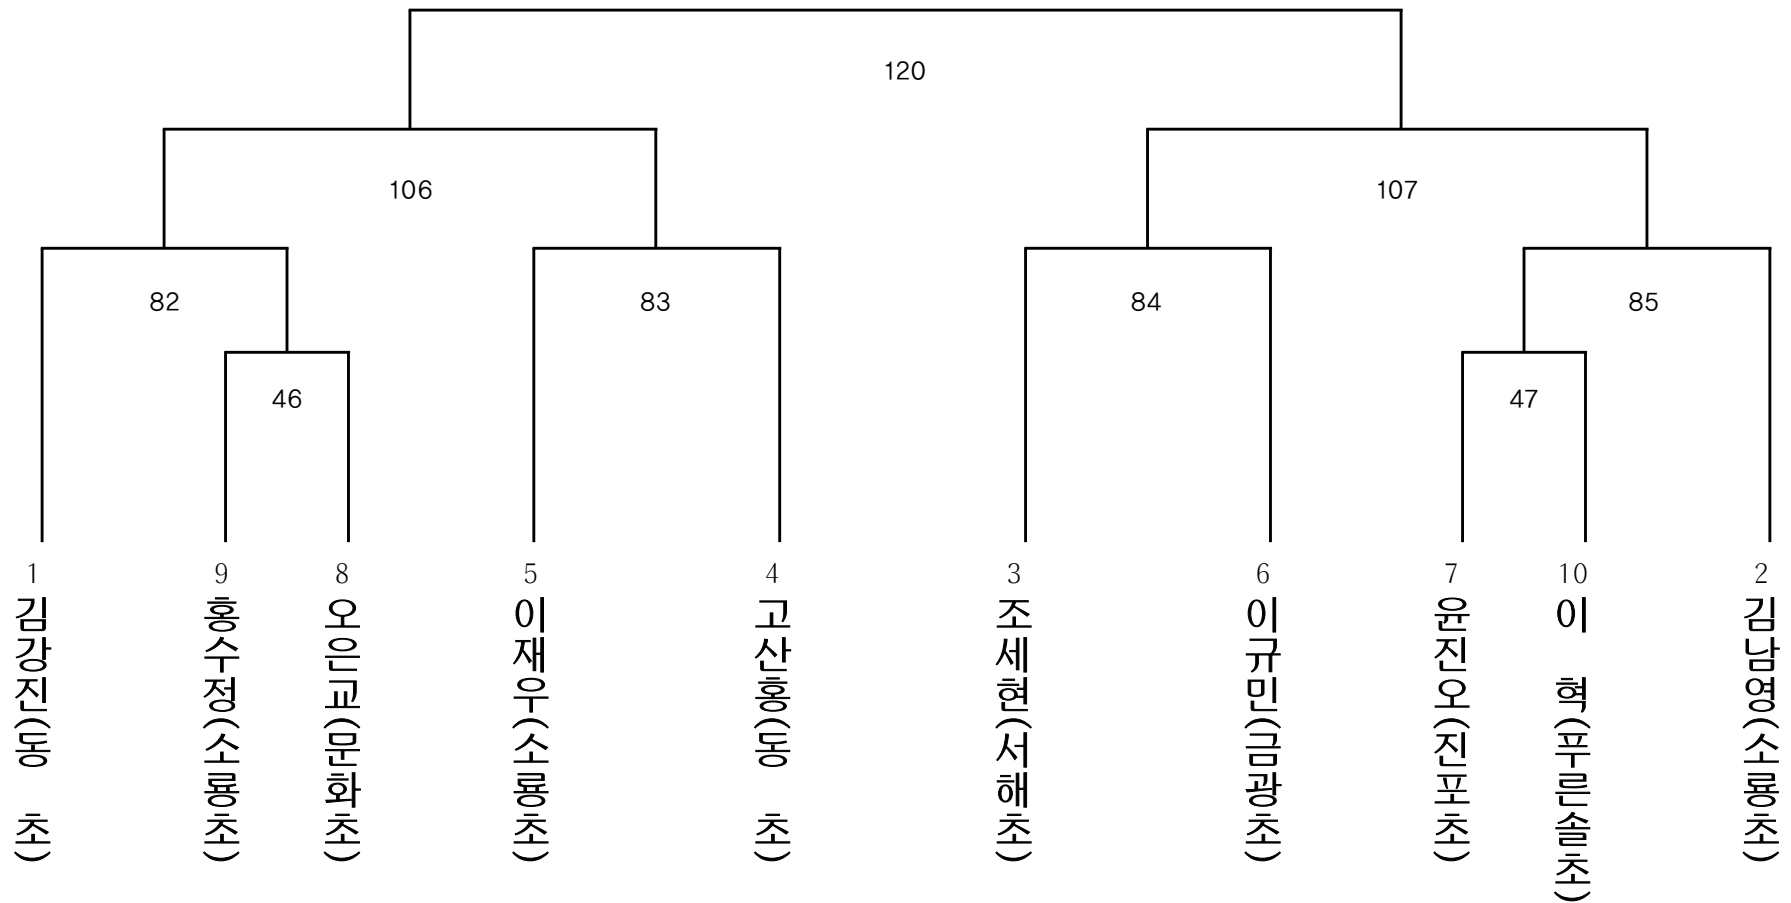 120
106
107
82
83
84
85
46
47
1
9
8
5
4
3
6
7
10
2
김강진(동 초)
홍수정(소룡초)
오은교(문화초)
이재우(소룡초)
고산홍(동 초)
조세현(서해초)
이규민(금광초)
윤진오(진포초)
이 혁(푸른솔초)
김남영(소룡초)